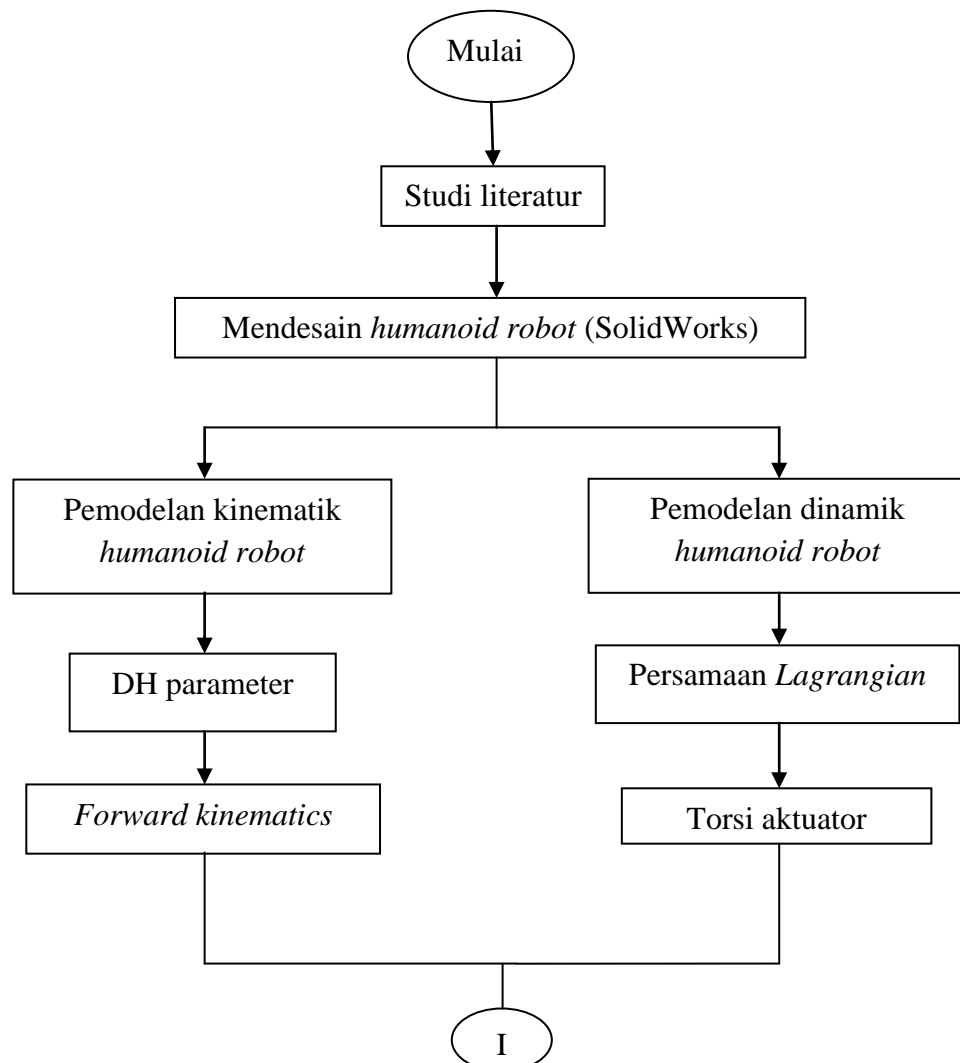 Mulai
Studi literatur
Mendesain humanoid robot (SolidWorks)
Pemodelan kinematik
humanoid robot
Pemodelan dinamik
humanoid robot
DH parameter
Persamaan Lagrangian
Forward kinematics
Torsi aktuator
I